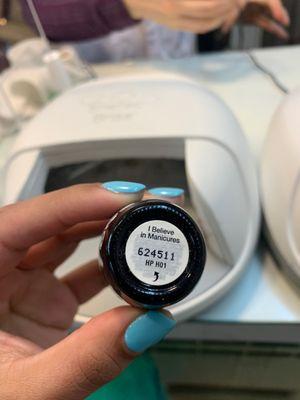 I Believe
in Manicures
624511
HP H01